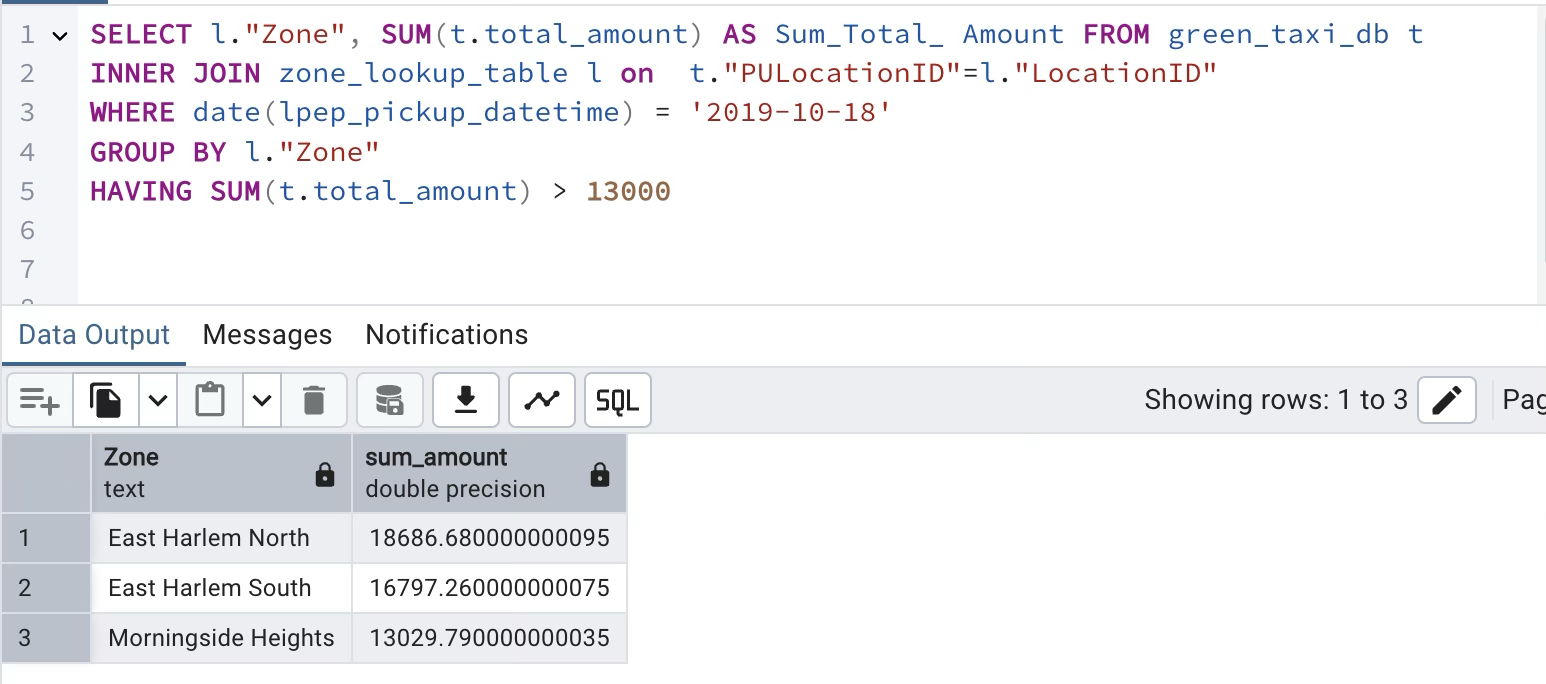 1 SELECT l."Zone", SUM(t.total_amount) AS Sum_Total_ Amount FROM green_taxi_db t
2 INNER JOIN zone_lookup_table l on  t."PULocationID"=l."LocationID"
3 WHERE date(lpep_pickup_datetime) = '2019-10-18'
4 GROUP BY l."Zone"
5 HAVING SUM(t.total_amount) > 13000
6
7
Data Output Messages Notifications
SQL Showing rows: 1 to 3 Pag
Zone sum_amount
text double precision
1 East Harlem North 18686.680000000095
2 East Harlem South 16797.260000000075
3 Morningside Heights 13029.790000000035